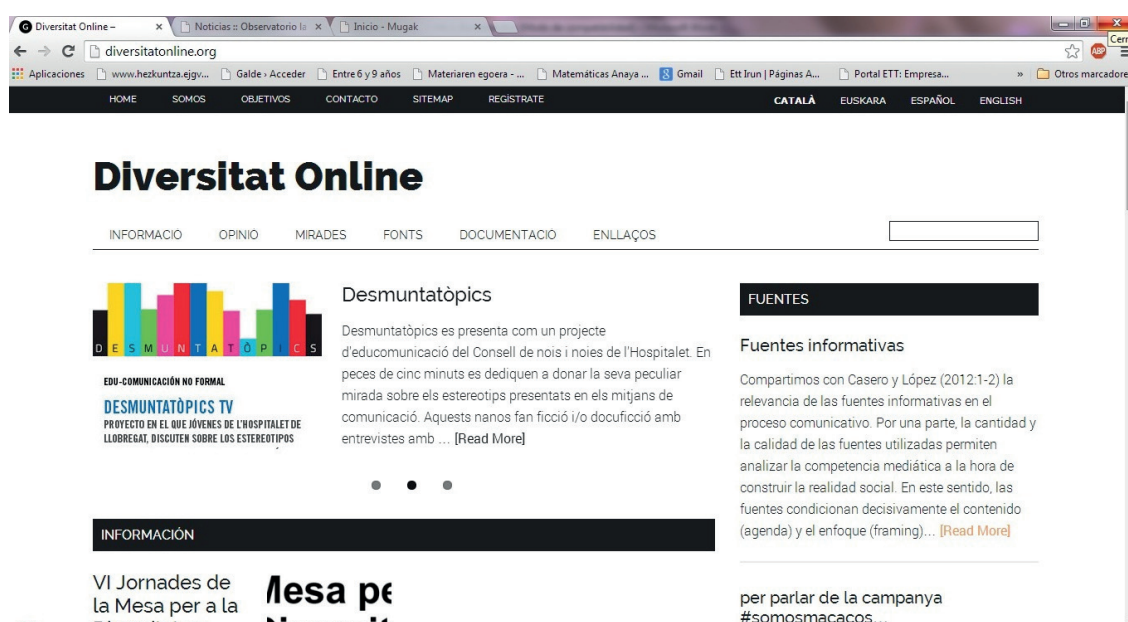 Diversitat Online –
Noticias :: Observatorio la
Inicio - Mugak
Cerr
diversitatonline.org
ABP
Aplicaciones www.hezkuntza.ejgv... Galde › Acceder Entre 6 y 9 años Materiaren egoera - ... Matemáticas Anaya ... Gmail Ett Irun | Páginas A... Portal ETT: Empresa... » Otros marcadore
HOME SOMOS OBJETIVOS CONTACTO SITEMAP REGÍSTRATE CATALÀ EUSKARA ESPAÑOL ENGLISH
Diversitat Online
INFORMACIO OPINIO MIRADES FONTS DOCUMENTACIO ENLLAÇOS
DESMUNTATÒPICS
EDU-COMUNICACIÓN NO FORMAL
DESMUNTATÒPICS TV
PROYECTO EN EL QUE JÓVENES DE L'HOSPITALET DE
LLOBREGAT, DISCUTEN SOBRE LOS ESTEREOTIPOS
Desmuntatòpics
Desmuntatòpics es presenta com un projecte
d'educomunicació del Consell de nois i noies de l'Hospitalet. En
peces de cinc minuts es dediquen a donar la seva peculiar
mirada sobre els estereotips presentats en els mitjans de
comunicació. Aquests nanos fan ficció i/o docuficció amb
entrevistes amb … [Read More]
FUENTES
Fuentes informativas
Compartimos con Casero y López (2012:1-2) la
relevancia de las fuentes informativas en el
proceso comunicativo. Por una parte, la cantidad y
la calidad de las fuentes utilizadas permiten
analizar la competencia mediática a la hora de
construir la realidad social. En este sentido, las
fuentes condicionan decisivamente el contenido
(agenda) y el enfoque (framing)… [Read More]
INFORMACIÓN
VI Jornades de
la Mesa per a la
Mesa pe
per parlar de la campanya
#somosmacacos…